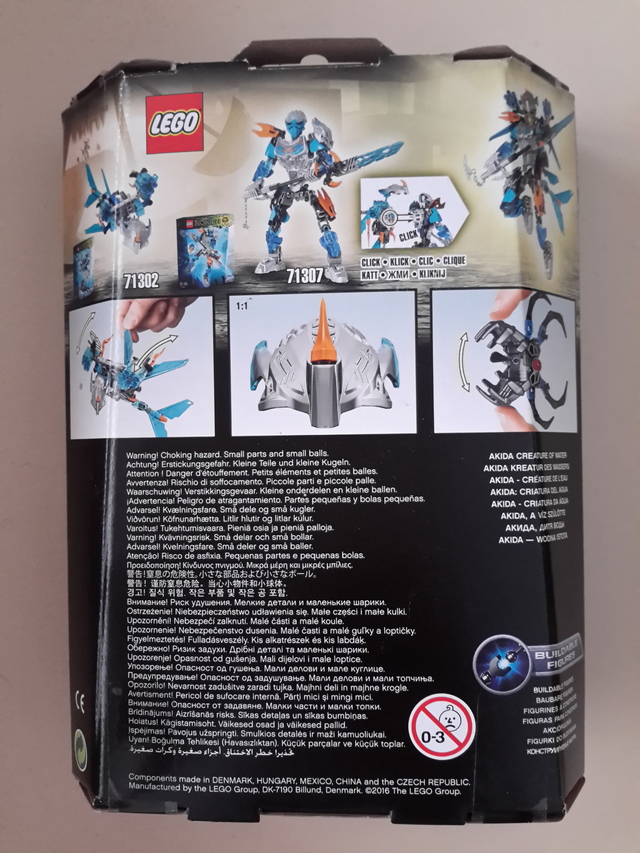 LEGO
CLICK
71302
71307
CLICK • KLICK • CLIC • CLIQUE
KATT • ЖМИ • KLIKNIJ
1:1
Warning! Choking hazard. Small parts and small balls.
Achtung! Erstickungsgefahr. Kleine Teile und kleine Kugeln.
Attention ! Danger d'étouffement. Petits éléments et petites balles.
Avvertenza! Rischio di soffocamento. Piccole parti e piccole palle.
Waarschuwing! Verstikkingsgevaar. Kleine onderdelen en kleine ballen.
¡Advertencia! Peligro de atragantamiento. Partes pequeñas y bolas pequeñas.
Advarsel! Kvælningsfare. Små dele og små kugler.
Viðvörun! Köfnunarhætta. Litlir hlutir og litlar kúlur.
Varoitus! Tukehtumisvaara. Pieniä osia ja pieniä palloja.
Varning! Kvävningsrisk. Små delar och små bollar.
Advarsel! Kvelningsfare. Små deler og små baller.
Atenção! Risco de asfixia. Partes pequenas e pequenas bolas.
Προειδοποίηση! Κίνδυνος πνιγμού. Μικρά μέρη και μικρές μπίλιες.
警告!窒息の危険性。小さな部品および小さなボール。
警告!谨防窒息危险。当心小物件和小球体。
경고! 질식 위험. 작은 부품 및 작은 공 포함.
Внимание! Риск удушения. Мелкие детали и маленькие шарики.
Ostrzeżenie! Niebezpieczeństwo udławienia się. Małe części i małe kulki.
Upozornění! Nebezpečí zalknutí. Malé části a malé koule.
Upozornenie! Nebezpečenstvo dusenia. Malé časti a malé guľky a loptičky.
Figyelmeztetés! Fulladásveszély. Kis alkatrészek és kis labdák.
Обережно! Ризик задухи. Дрібні деталі та маленькі шарики.
Upozorenje! Opasnost od gušenja. Mali dijelovi i male loptice.
Упозорење! Опасност од гушења. Мали делови и мале куглице.
Предупредување! Опасност од задушување. Мали делови и мали топчиња.
Opozorilo! Nevarnost zadušitve zaradi tujka. Majhni deli in majhne krogle.
Avertisment! Pericol de sufocare internă. Părţi mici şi mingi mici.
Внимание! Опасност от задавяне. Малки части и малки топки.
Brīdinājums! Aizrīšanās risks. Sīkas detaļas un sīkas bumbiņas.
Hoiatus! Kägistamisoht. Väikesed osad ja väikesed pallid.
Įspėjimas! Pavojus užspringti. Smulkios detalės ir maži kamuoliukai.
Uyarı! Boğulma Tehlikesi (Havasızlıktan). Küçük parçalar ve küçük toplar.
تحذير! خطر الاختناق. أجزاء صغيرة وكرات صغيرة.
AKIDA CREATURE OF WATER
AKIDA KREATUR DES WASSERS
AKIDA - CRÉATURE DE L'EAU
AKIDA: CRIATURA DEL AGUA
AKIDA - CRIATURA DA ÁGUA
AKIDA, A VÍZ SZÜLÖTTE
АКИДА, ДИТЯ ВОДЫ
AKIDA — WODNA ISTOTA
BUILDABLE
FIGURES
BUILDABLE
BAUBARE
FIGURINES À
FIGURAS PARA
FIGURKI DO
0-3
CE
Components made in DENMARK, HUNGARY, MEXICO, CHINA and the CZECH REPUBLIC.
Manufactured by the LEGO Group, DK-7190 Billund, Denmark. ©2016 The LEGO Group.